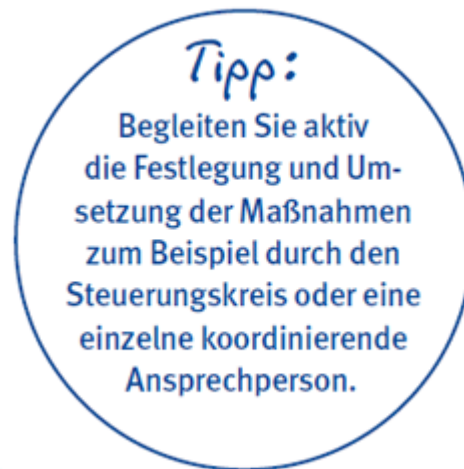 Tipp:
Begleiten Sie aktiv
die Festlegung und Um-
setzung der Maßnahmen
zum Beispiel durch den
Steuerungskreis oder eine
einzelne koordinierende
Ansprechperson.